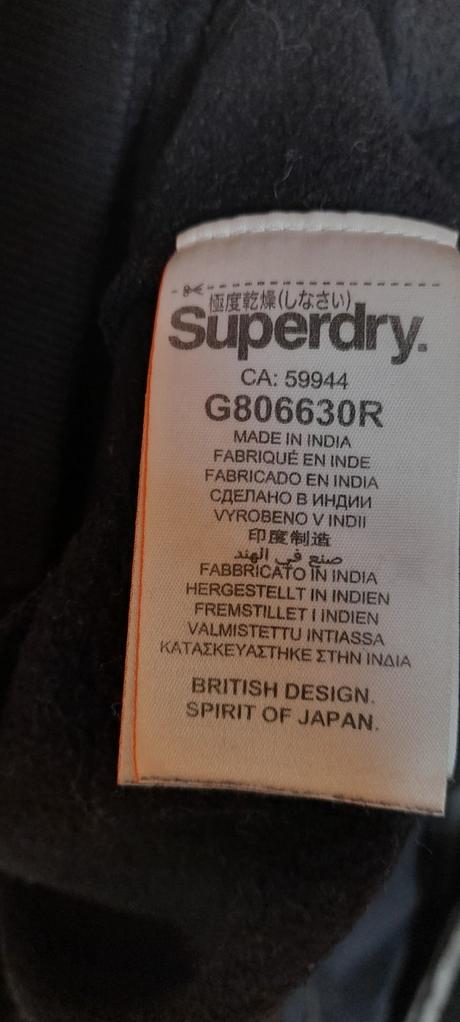 極度乾燥(しなさい)
Superdry.
CA: 59944
G806630R
MADE IN INDIA
FABRIQUÉ EN INDE
FABRICADO EN INDIA
СДЕЛАНО В ИНДИИ
VYROBENO V INDII
印度制造
صنع في الهند
FABBRICATO IN INDIA
HERGESTELLT IN INDIEN
FREMSTILLET I INDIEN
VALMISTETTU INTIASSA
ΚΑΤΑΣΚΕΥΑΣΤΗΚΕ ΣΤΗΝ ΙΝΔΙΑ
BRITISH DESIGN.
SPIRIT OF JAPAN.